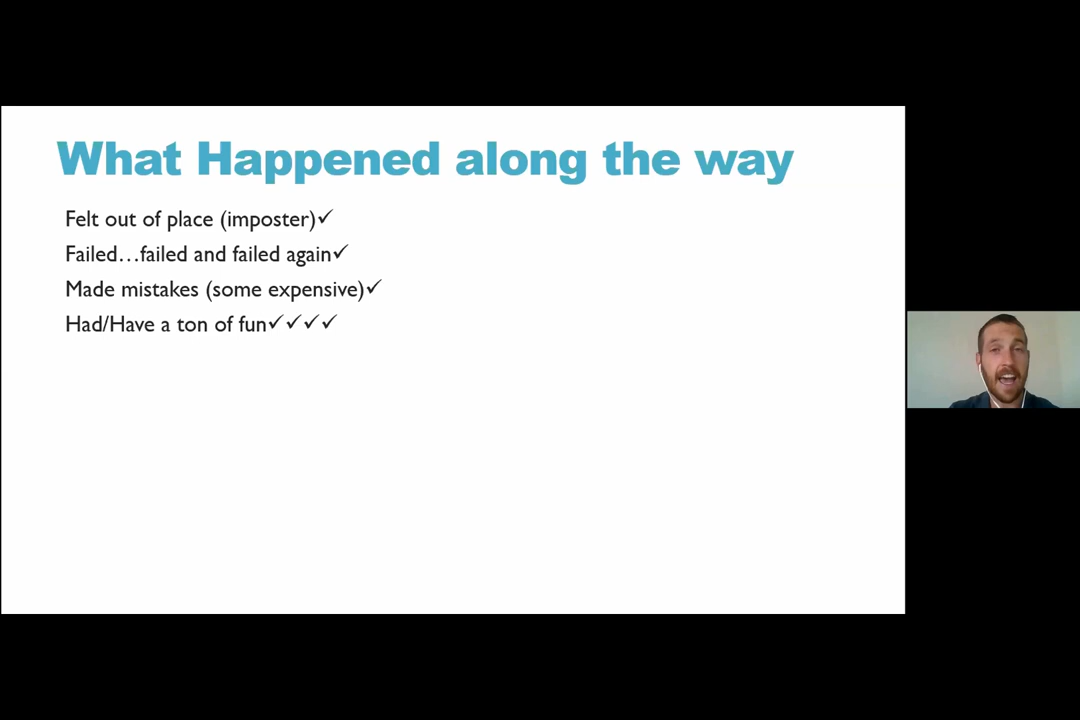 What Happened along the way
Felt out of place (imposter)✓
Failed…failed and failed again✓
Made mistakes (some expensive)✓
Had/Have a ton of fun✓✓✓✓